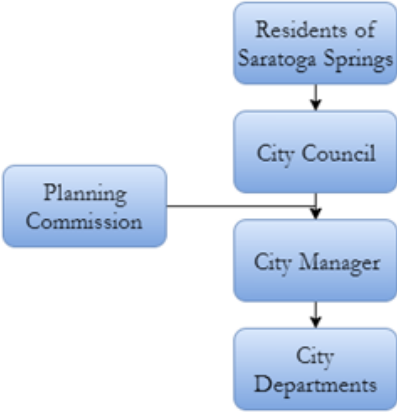 Residents of
Saratoga Springs
City Council
Planning
Commission
City Manager
City
Departments